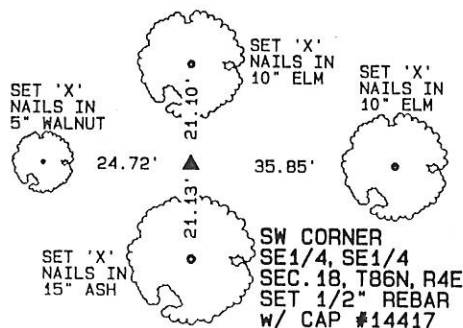 SET 'X'
NAILS IN
10" ELM
SET 'X'
NAILS IN
10" ELM
SET 'X'
NAILS IN
5" WALNUT
21.10'
24.72'
35.85'
21.13'
SET 'X'
NAILS IN
15" ASH
SW CORNER
SE1/4, SE1/4
SEC. 18, T86N, R4E
SET 1/2" REBAR
W/ CAP #14417